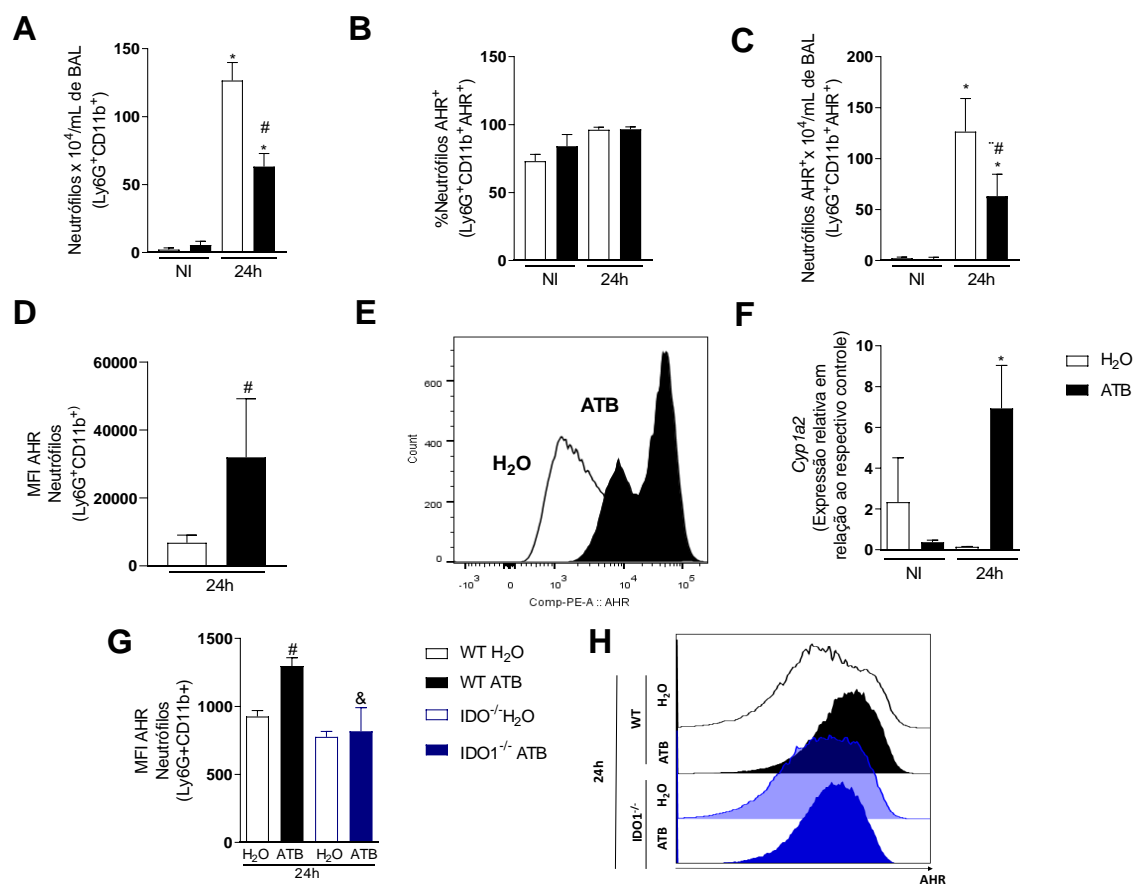 A
Neutrófilos x 10⁴/mL de BAL
(Ly6G⁺CD11b⁺)
150
100
50
0
*
#
*
NI
24h
B
%Neutrófilos AHR⁺
(Ly6G⁺CD11b⁺AHR⁺)
150
100
50
0
NI
24h
C
Neutrófilos AHR⁺x 10⁴/mL de BAL
(Ly6G⁺CD11b⁺AHR⁺)
200
150
100
50
0
*
¨#
*
NI
24h
D
MFI AHR
Neutrófilos
(Ly6G⁺CD11b⁺)
60000
40000
20000
0
#
24h
E
Count
600
400
200
0
ATB
H₂O
-10³
0
10³
10⁴
10⁵
Comp-PE-A :: AHR
F
Cyp1a2
(Expressão relativa em
relação ao respectivo controle)
10
8
6
4
2
0
*
NI
24h
H₂O
ATB
G
MFI AHR
Neutrófilos
(Ly6G+CD11b+)
1500
1000
500
0
#
&
H₂O
ATB
H₂O
ATB
24h
WT H₂O
WT ATB
IDO⁻/⁻H₂O
IDO1⁻/⁻ ATB
H
24h
WT
H₂O
ATB
IDO1⁻/⁻
H₂O
ATB
AHR